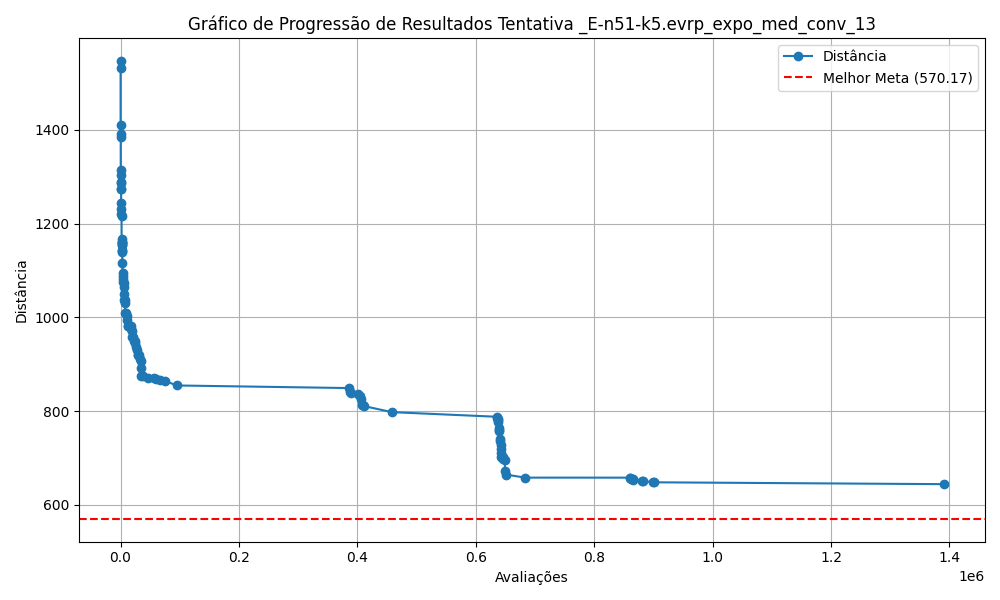 Gráfico de Progressão de Resultados Tentativa _E-n51-k5.evrp_expo_med_conv_13
Distância
Melhor Meta (570.17)
Distância
1400
1200
1000
800
600
0.0
0.2
0.4
0.6
0.8
1.0
1.2
1.4
1e6
Avaliações